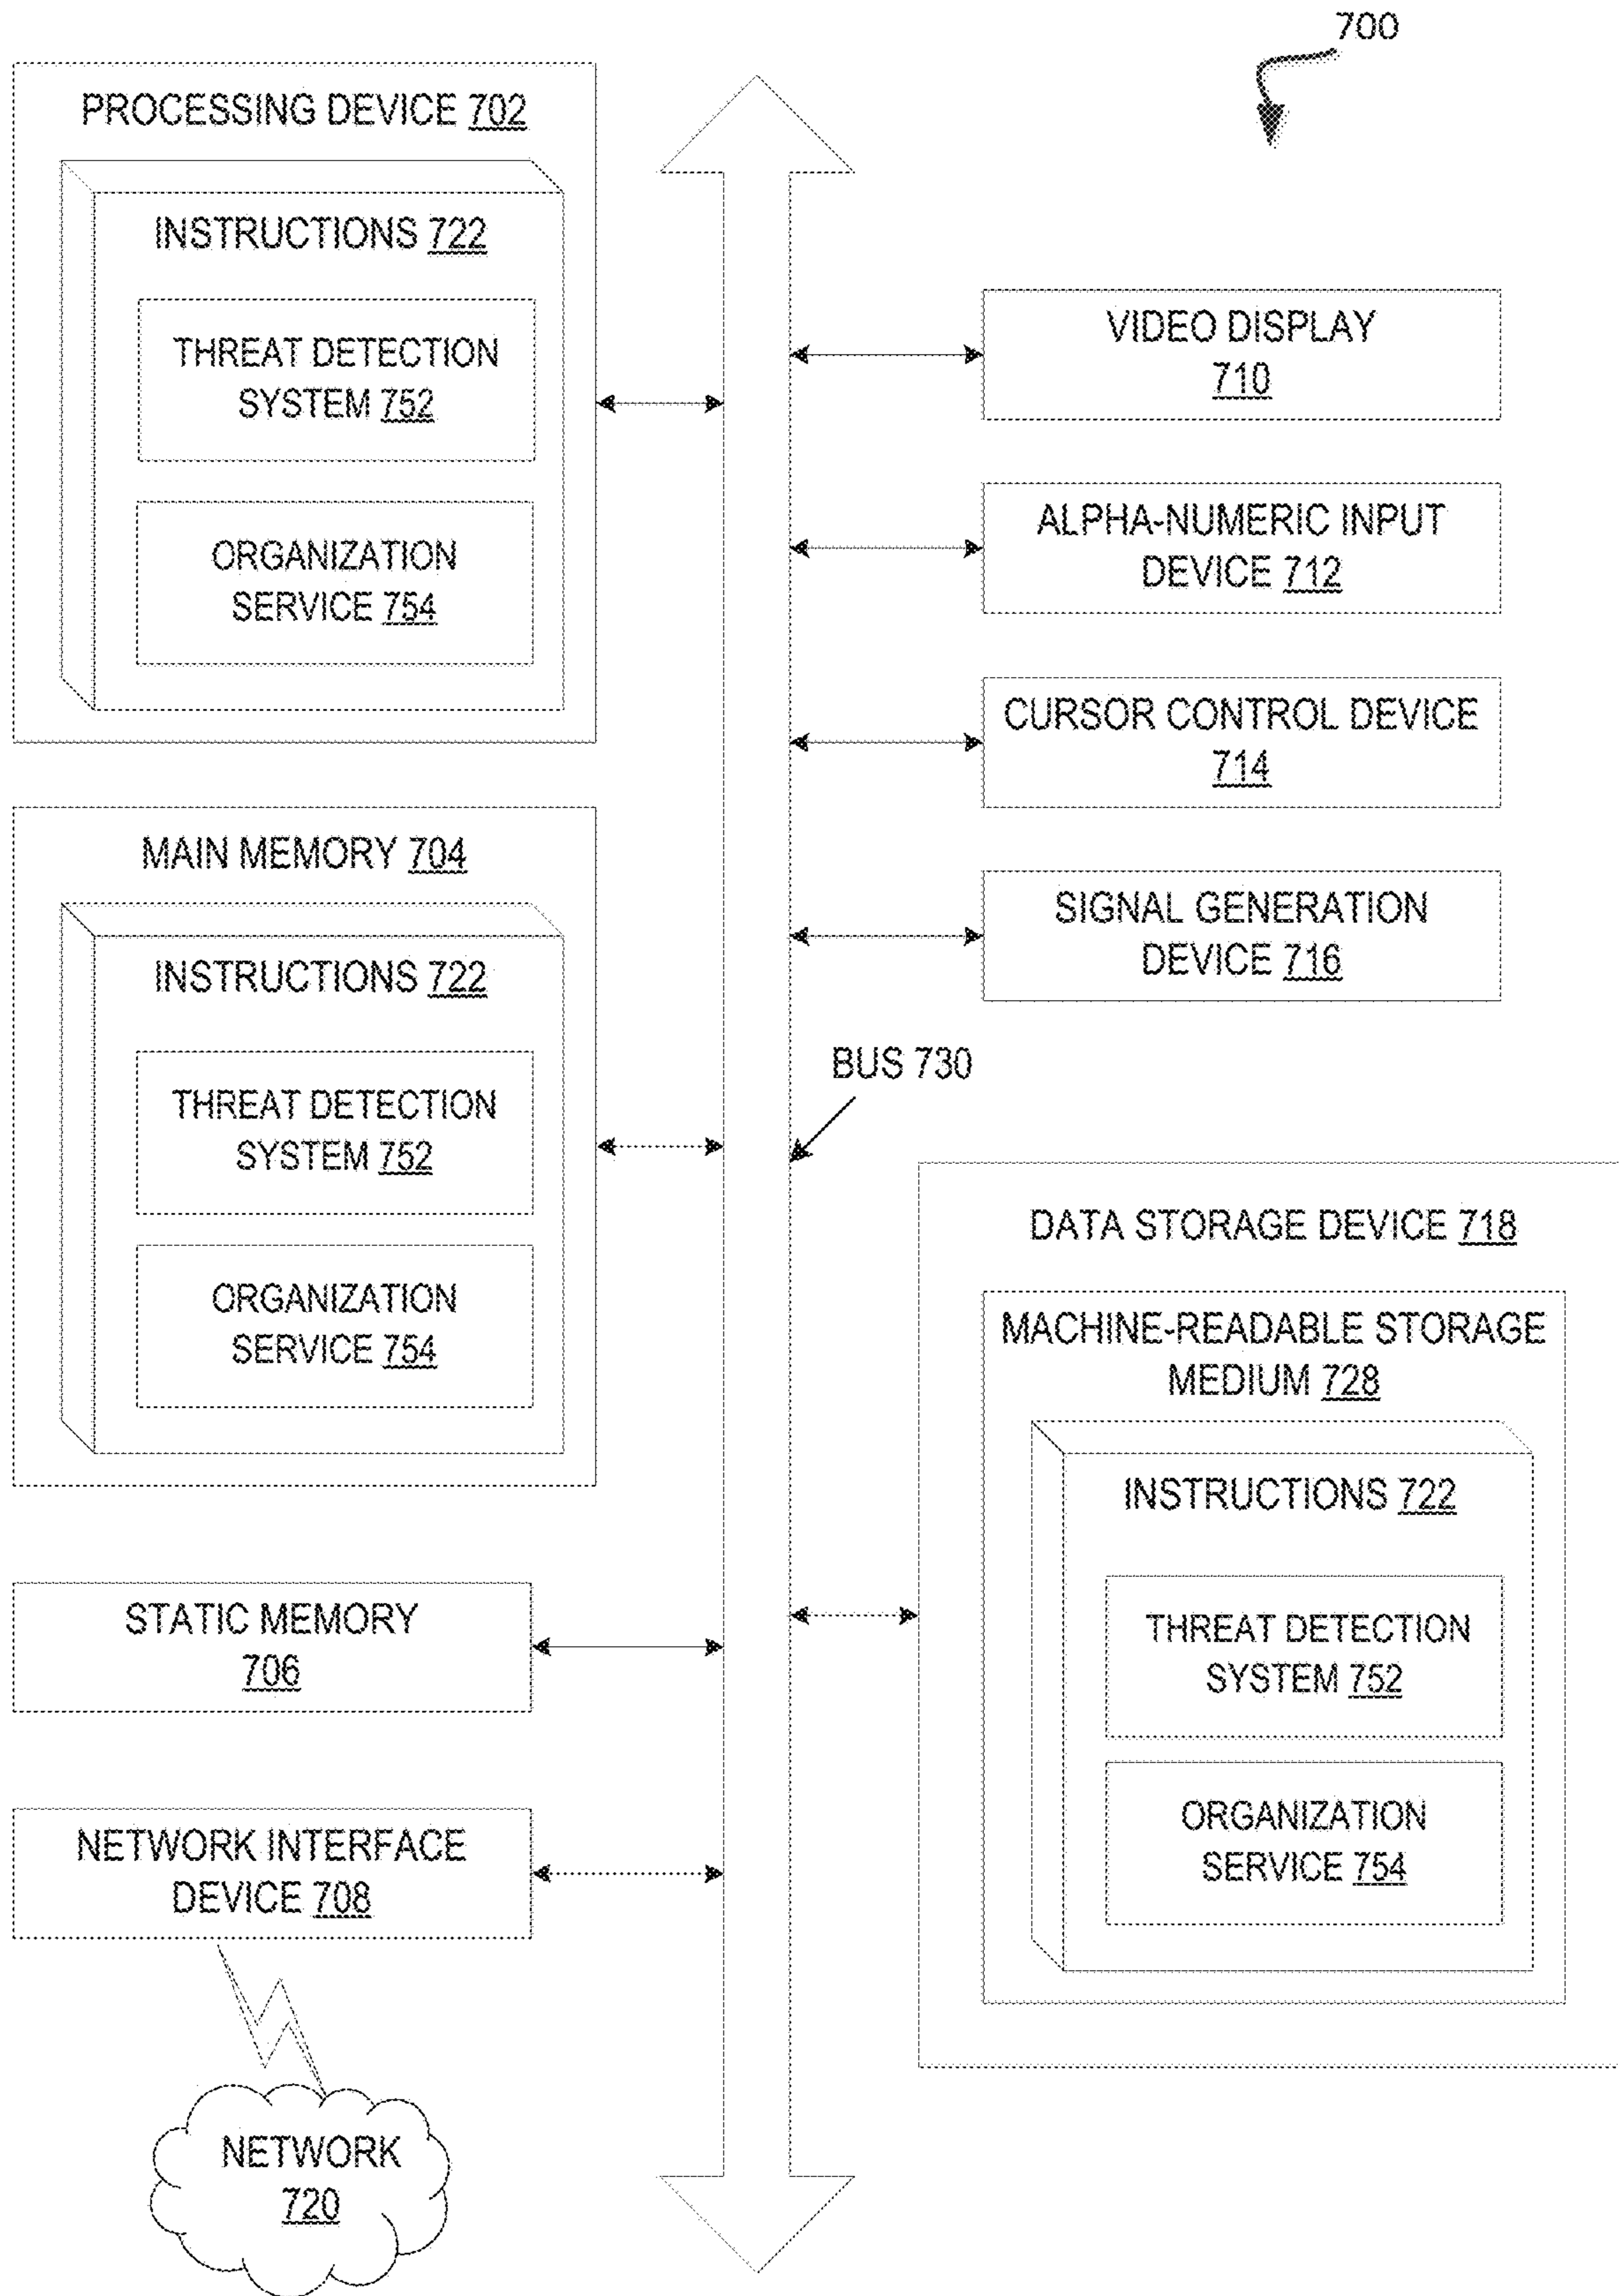 700
PROCESSING DEVICE 702
INSTRUCTIONS 722
THREAT DETECTION
SYSTEM 752
ORGANIZATION
SERVICE 754
MAIN MEMORY 704
INSTRUCTIONS 722
THREAT DETECTION
SYSTEM 752
ORGANIZATION
SERVICE 754
STATIC MEMORY
706
NETWORK INTERFACE
DEVICE 708
NETWORK
720
VIDEO DISPLAY
710
ALPHA-NUMERIC INPUT
DEVICE 712
CURSOR CONTROL DEVICE
714
SIGNAL GENERATION
DEVICE 716
BUS 730
DATA STORAGE DEVICE 718
MACHINE-READABLE STORAGE
MEDIUM 728
INSTRUCTIONS 722
THREAT DETECTION
SYSTEM 752
ORGANIZATION
SERVICE 754